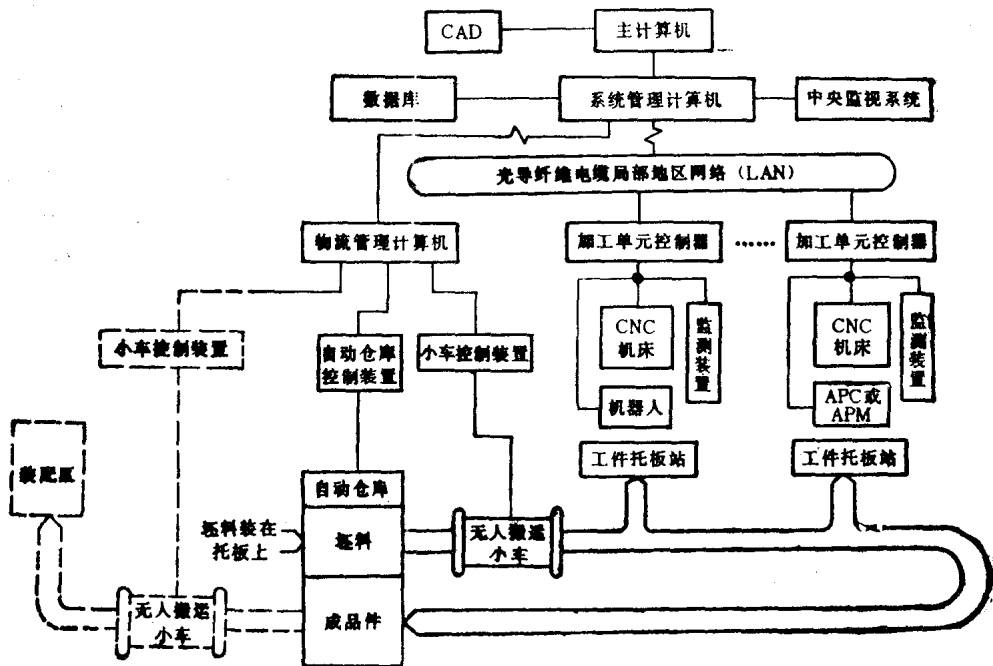 CAD
主计算机
数据库
系统管理计算机
中央监视系统
光导纤维电缆局部地区网络（LAN）
物流管理计算机
加工单元控制器
……
加工单元控制器
小车控制装置
自动仓库
控制装置
小车控制装置
CNC
机床
监测装置
CNC
机床
监测装置
机器人
APC或
APM
装配区
工件托板站
工件托板站
自动仓库
坯料装在
托板上
坯料
无人搬运
小车
无人搬运
小车
成品件